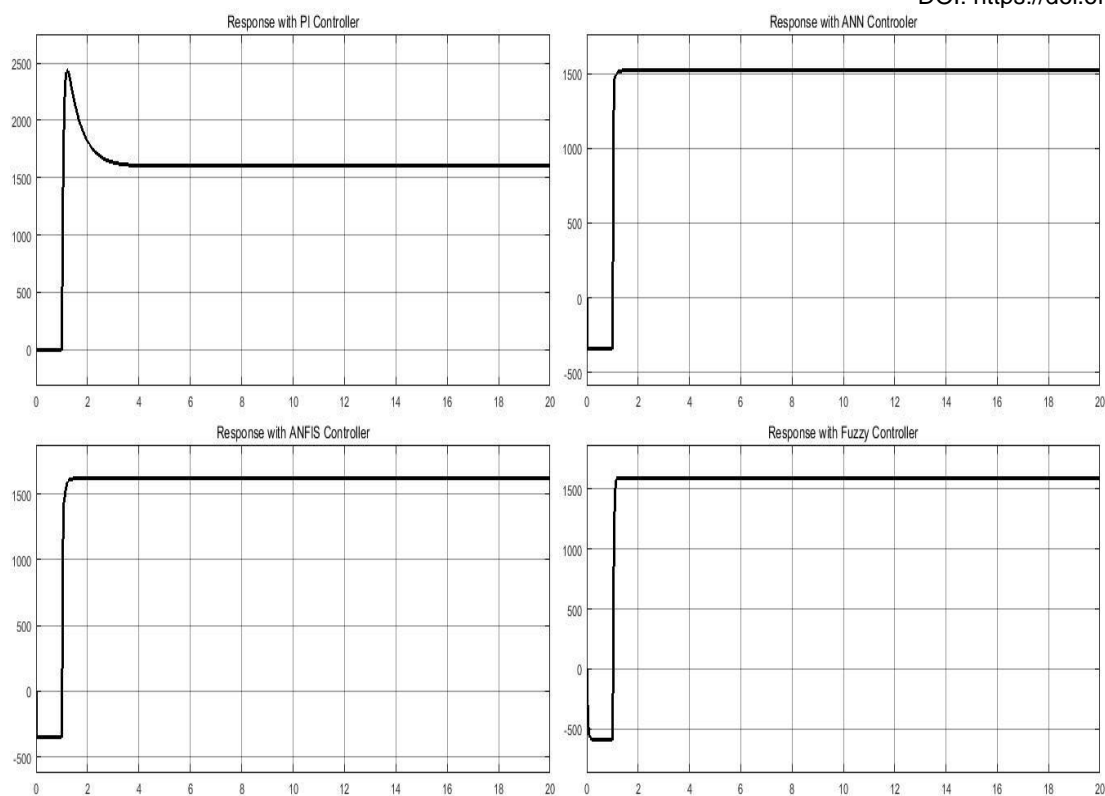 DOI: https://doi.or
Response with PI Controller
2500
2000
1500
1000
500
0
0 2 4 6 8 10 12 14 16 18 20
Response with ANN Controoler
1500
1000
500
0
-500
0 2 4 6 8 10 12 14 16 18 20
Response with ANFIS Controller
1500
1000
500
0
-500
0 2 4 6 8 10 12 14 16 18 20
Response with Fuzzy Controller
1500
1000
500
0
-500
0 2 4 6 8 10 12 14 16 18 20